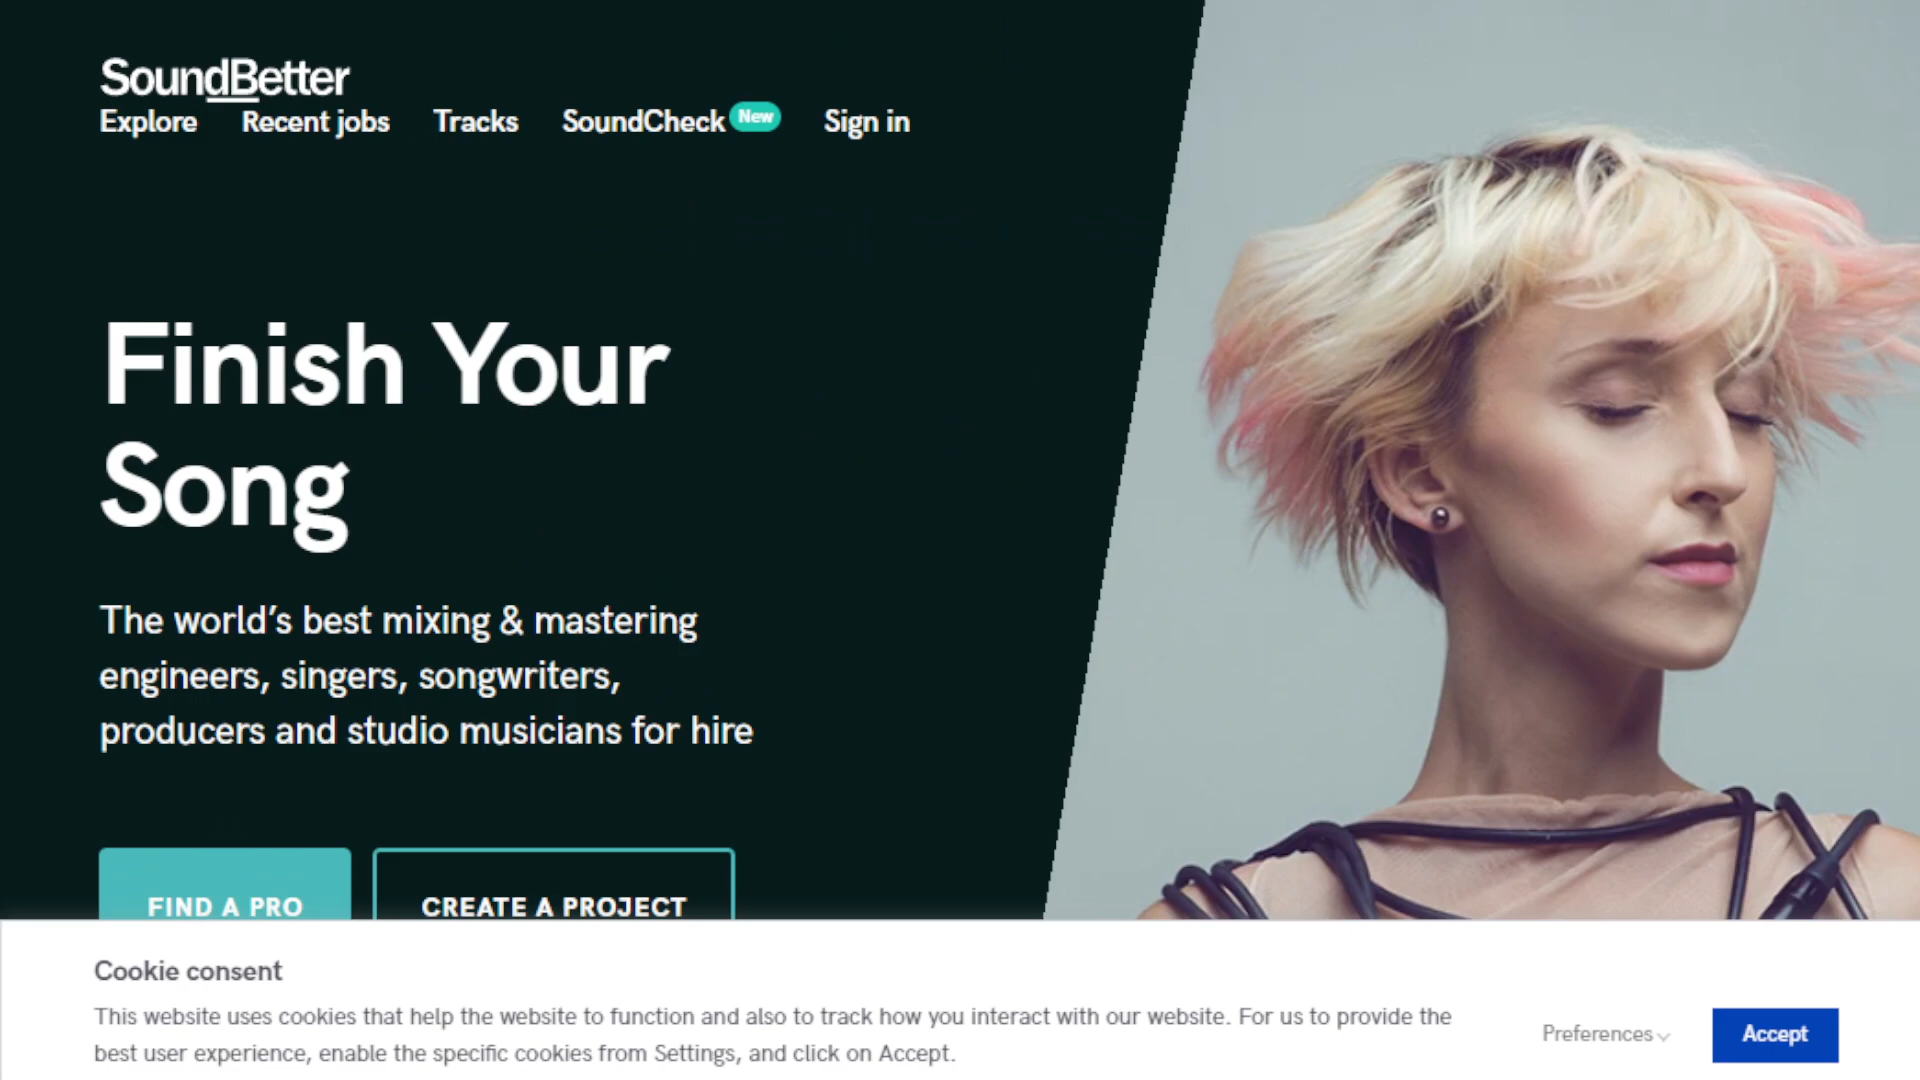 SoundBetter
Explore Recent jobs Tracks SoundCheck New Sign in
Finish Your
Song
The world’s best mixing & mastering
engineers, singers, songwriters,
producers and studio musicians for hire
FIND A PRO CREATE A PROJECT
Cookie consent
This website uses cookies that help the website to function and also to track how you interact with our website. For us to provide the
best user experience, enable the specific cookies from Settings, and click on Accept.
Preferences Accept